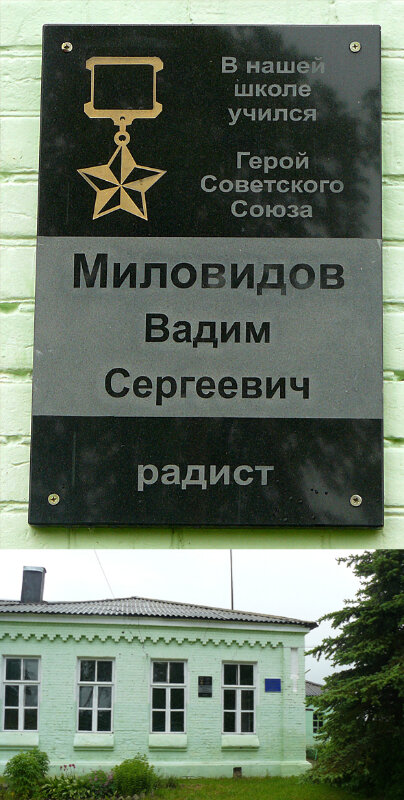 В нашей
школе
учился
Герой
Советского
Союза
Миловидов
Вадим
Сергеевич
радист